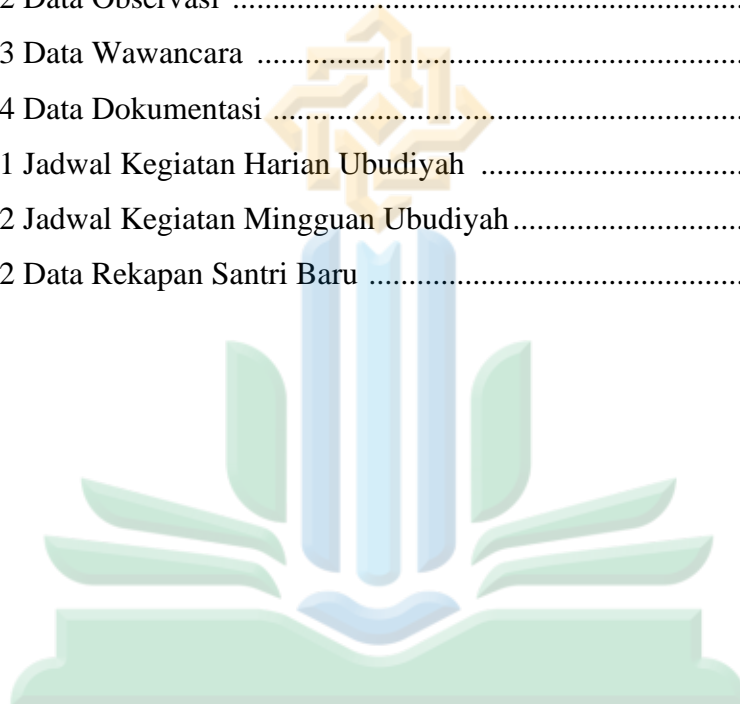 2 Data Observasi ........................................................................
3 Data Wawancara .....................................................................
4 Data Dokumentasi ...................................................................
1 Jadwal Kegiatan Harian Ubudiyah ......................................
2 Jadwal Kegiatan Mingguan Ubudiyah..................................
2 Data Rekapan Santri Baru .....................................................